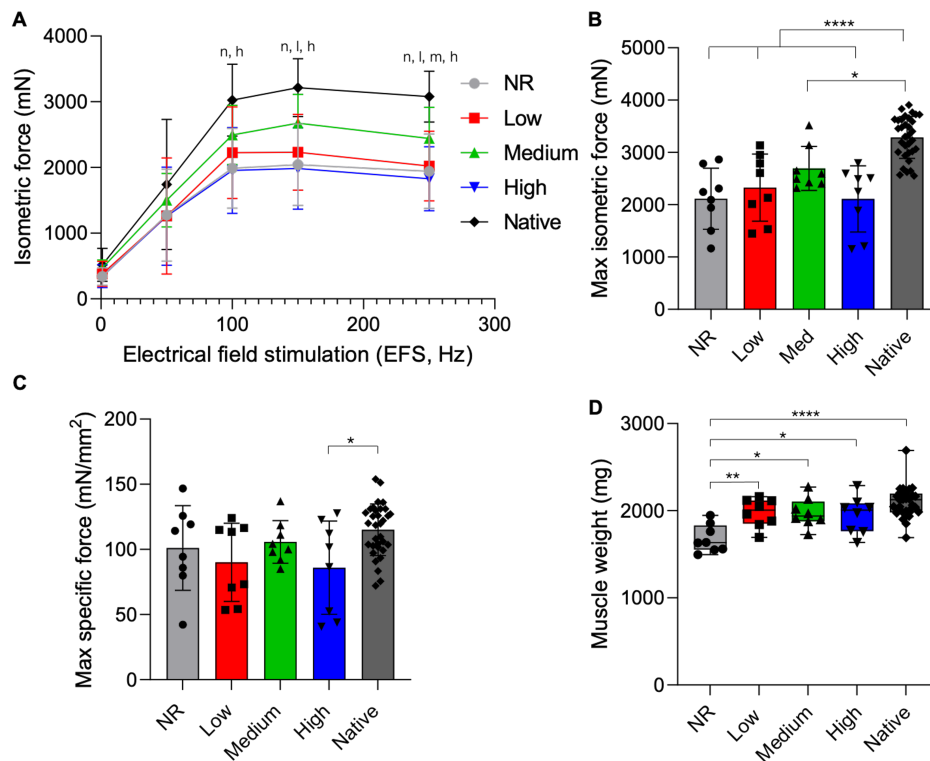 A
Isometric force (mN)
4000
3000
2000
1000
0
n, h
n, l, h
n, l, m, h
NR
Low
Medium
High
Native
0
100
200
300
Electrical field stimulation (EFS, Hz)
B
Max isometric force (mN)
5000
4000
3000
2000
1000
0
****
*
NR
Low
Med
High
Native
C
Max specific force (mN/mm²)
200
150
100
50
0
*
NR
Low
Medium
High
Native
D
Muscle weight (mg)
3000
2000
1000
0
****
*
*
**
NR
Low
Medium
High
Native